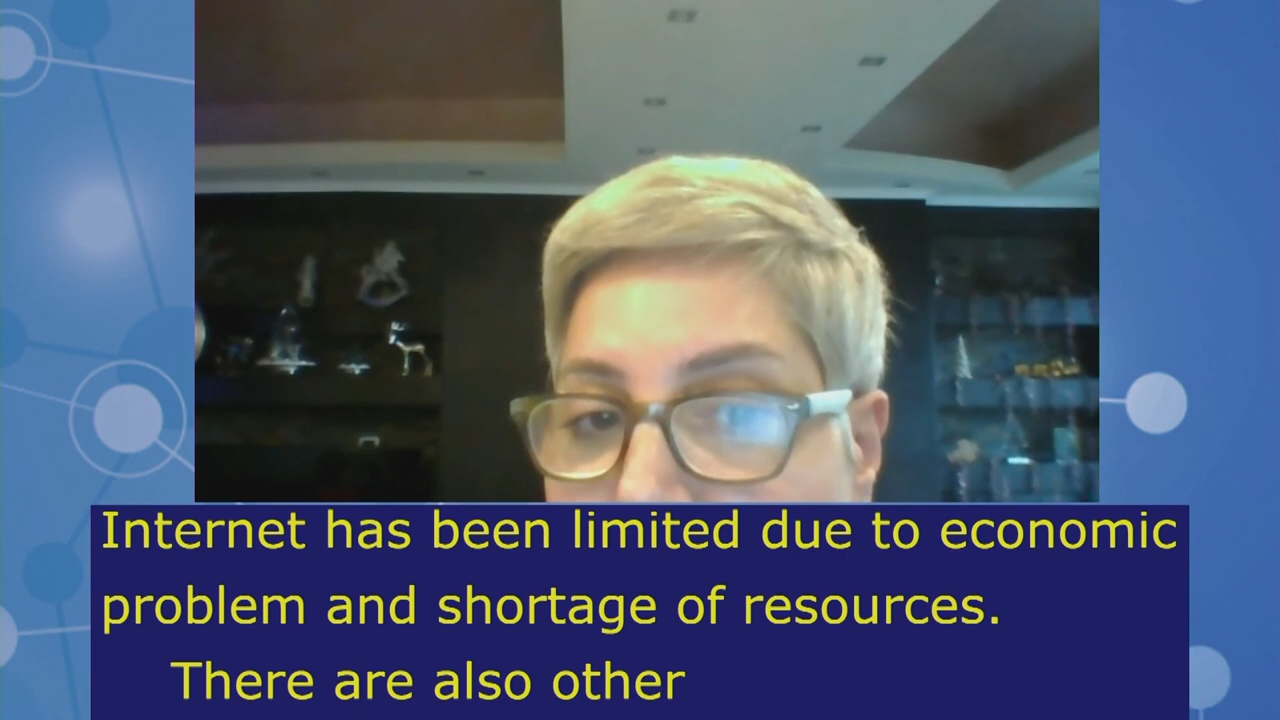 Internet has been limited due to economic
problem and shortage of resources.
There are also other